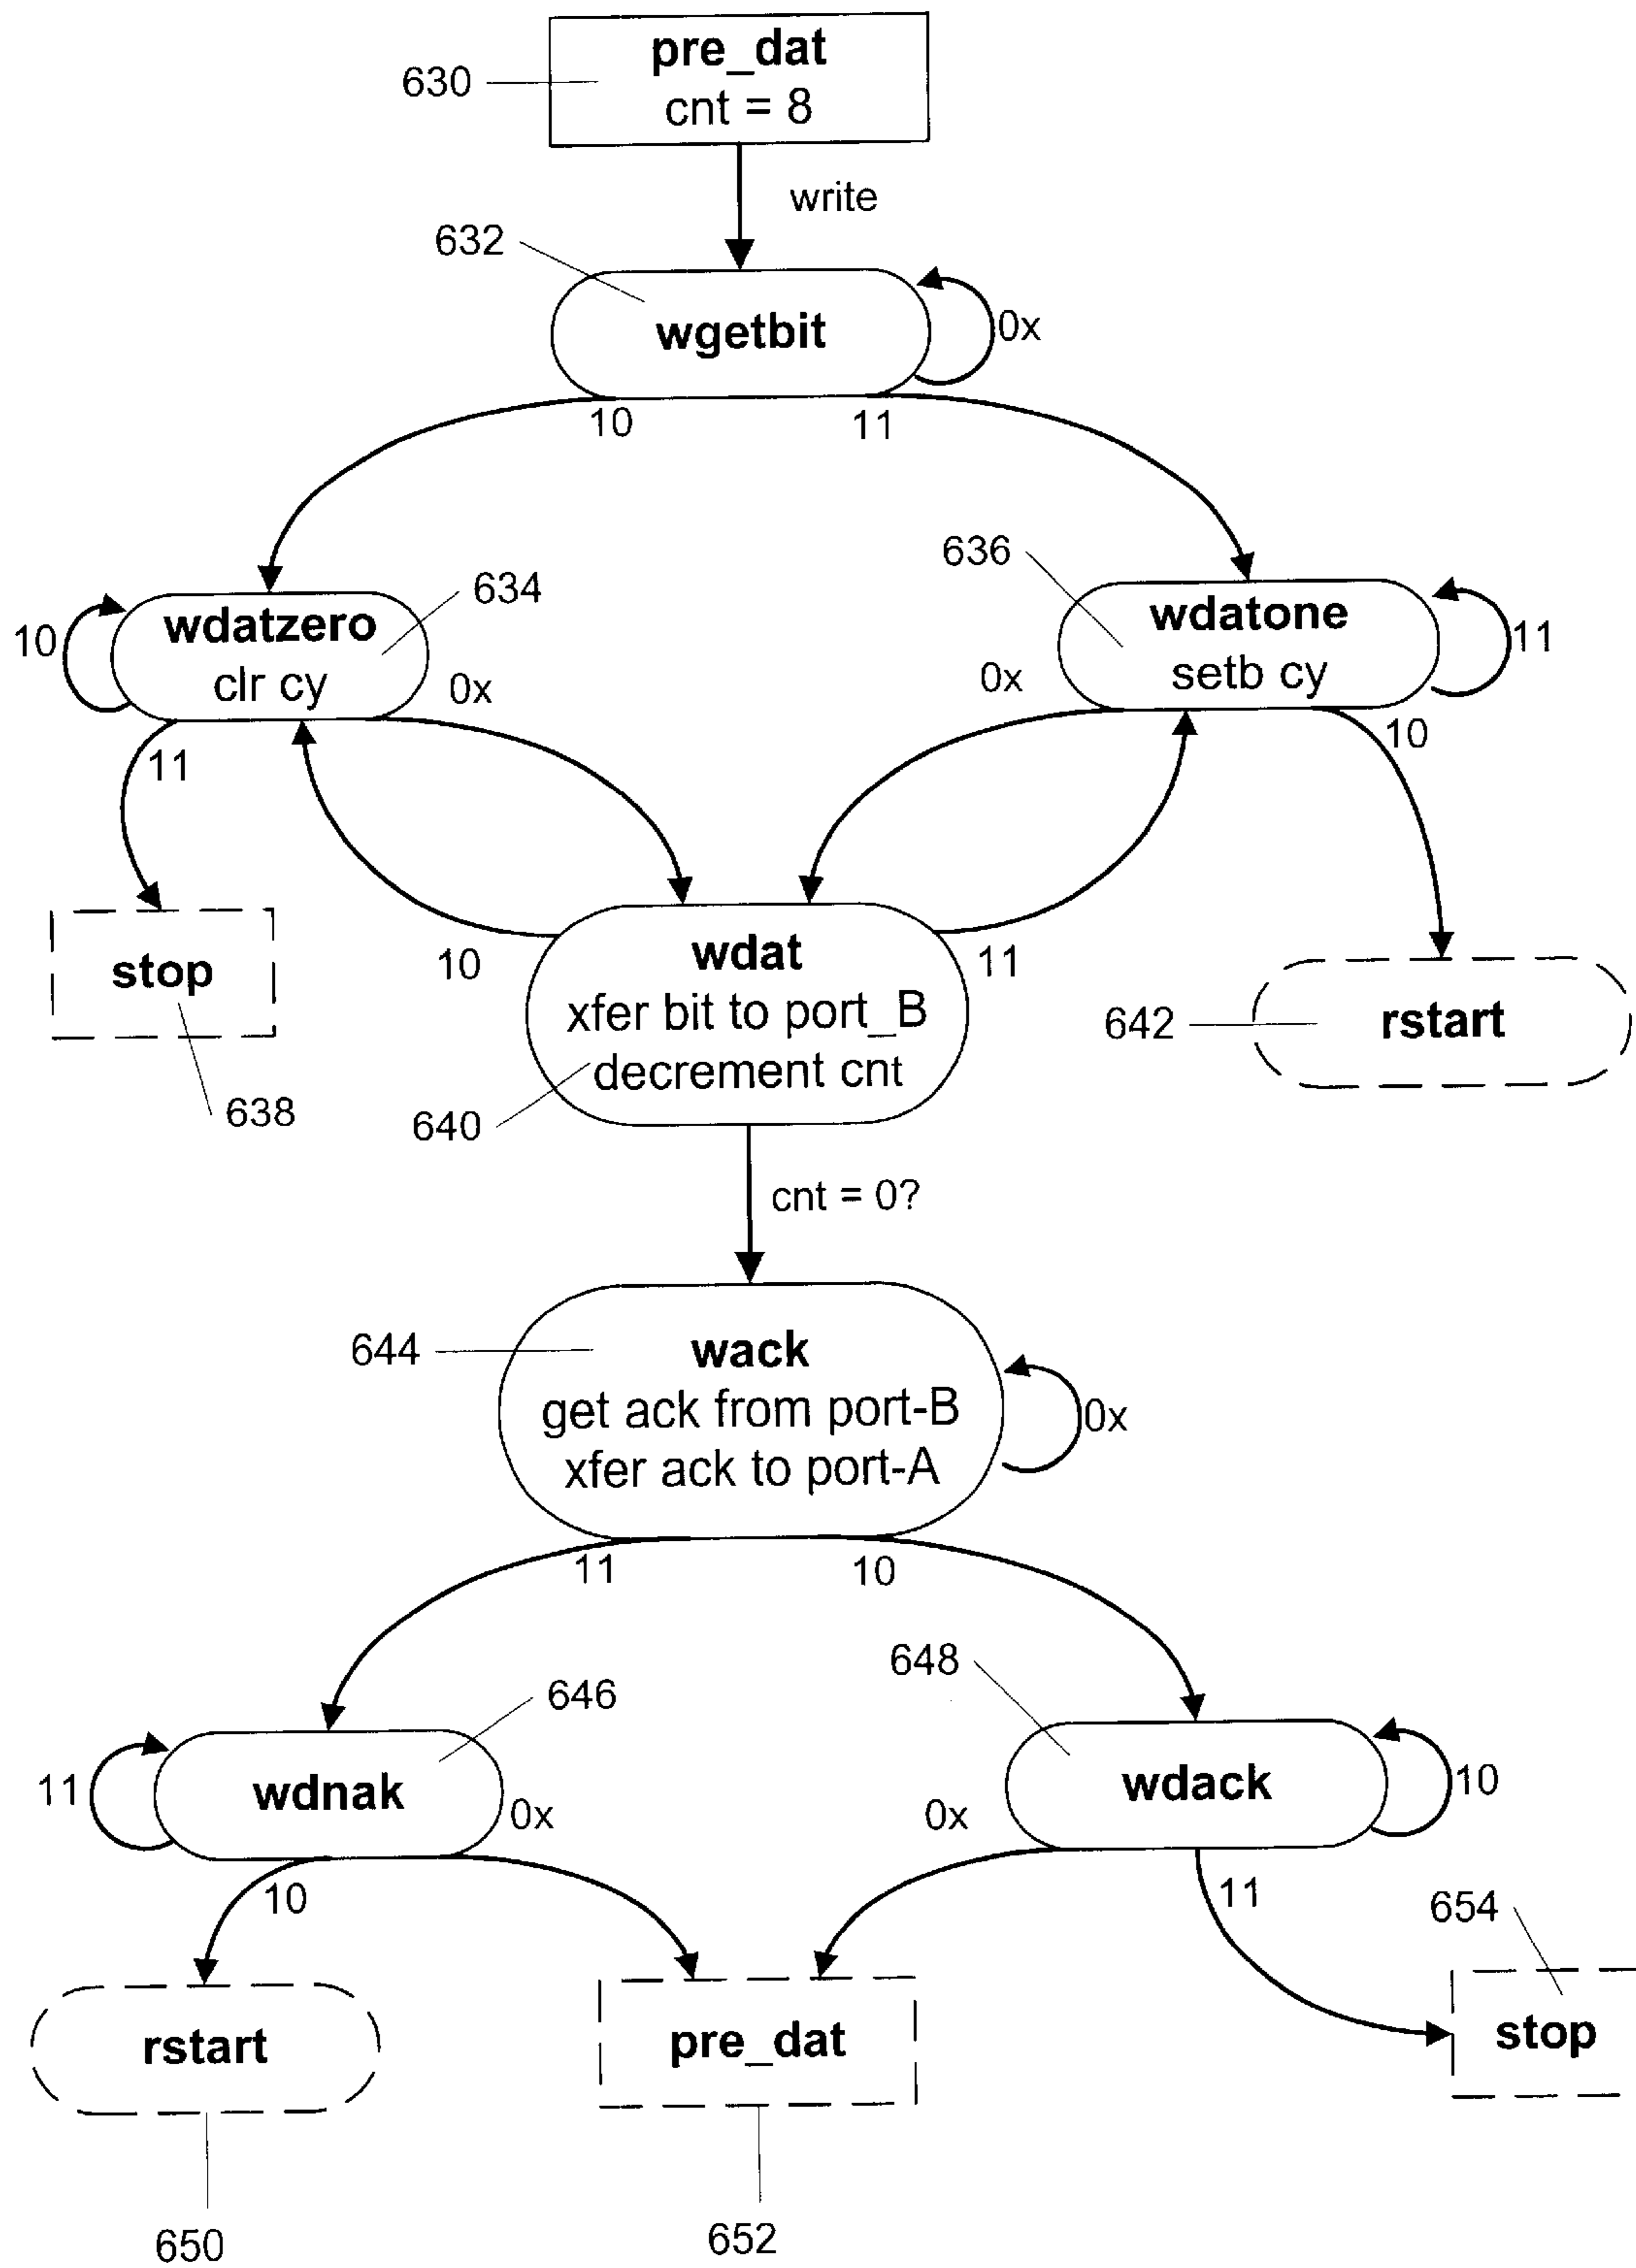 pre_dat
630
cnt = 8
write
632
wgetbit
0x
10
11
636
634
wdatzero
wdatone
10
11
clr cy
0x
0x
setb cy
11
10
wdat
10
11
stop
xfer bit to port_B
642
rstart
decrement cnt
638
640
cnt = 0?
644
wack
get ack from port-B
0x
xfer ack to port-A
11
10
648
646
11
wdnak
wdack
10
0x
0x
10
11
654
rstart
pre_dat
stop
650
652